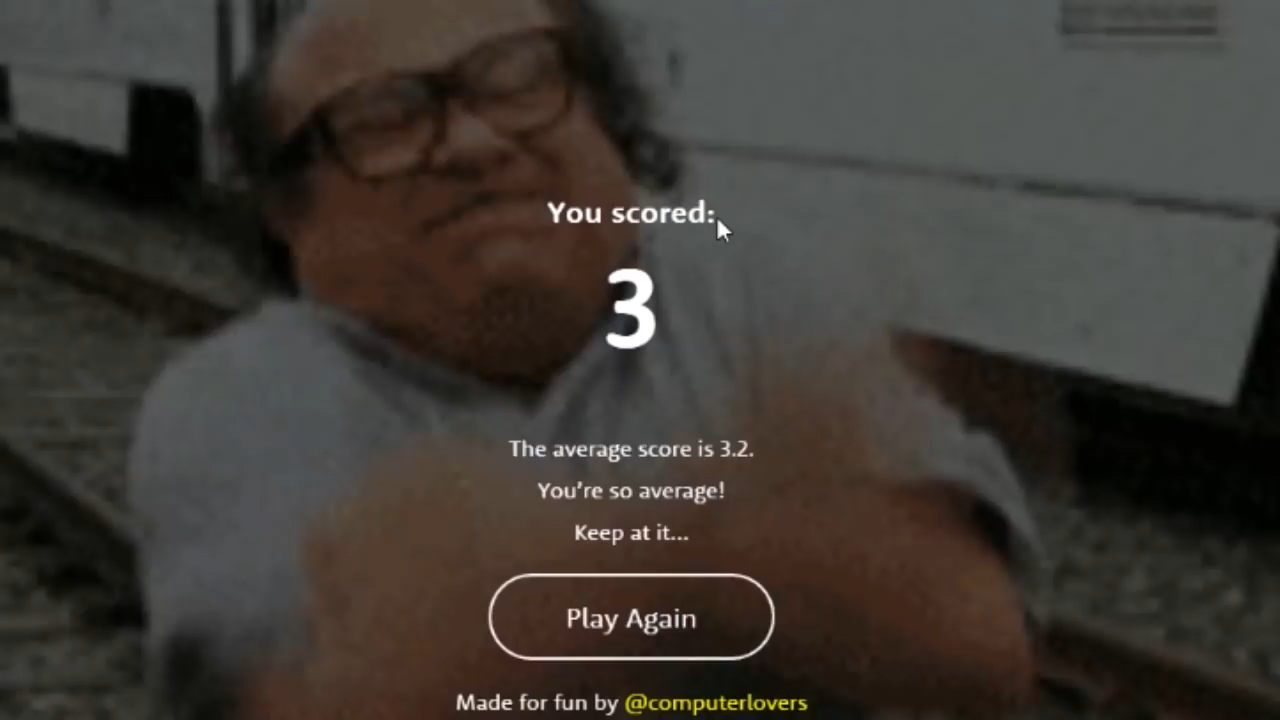 You scored:
3
The average score is 3.2.
You're so average!
Keep at it...
Play Again
Made for fun by @computerlovers